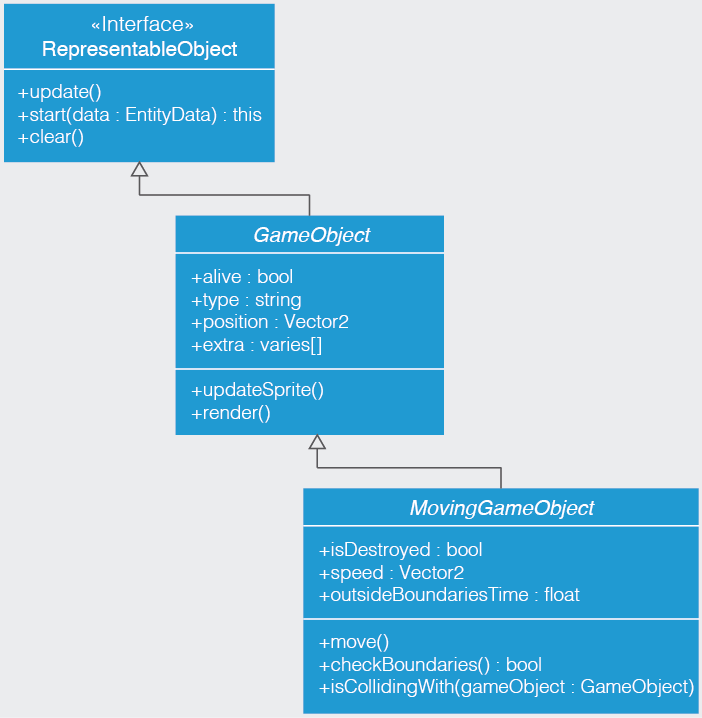 «Interface»
RepresentableObject
+update()
+start(data : EntityData) : this
+clear()
GameObject
+alive : bool
+type : string
+position : Vector2
+extra : varies[]
+updateSprite()
+render()
MovingGameObject
+isDestroyed : bool
+speed : Vector2
+outsideBoundariesTime : float
+move()
+checkBoundaries() : bool
+isCollidingWith(gameObject : GameObject)